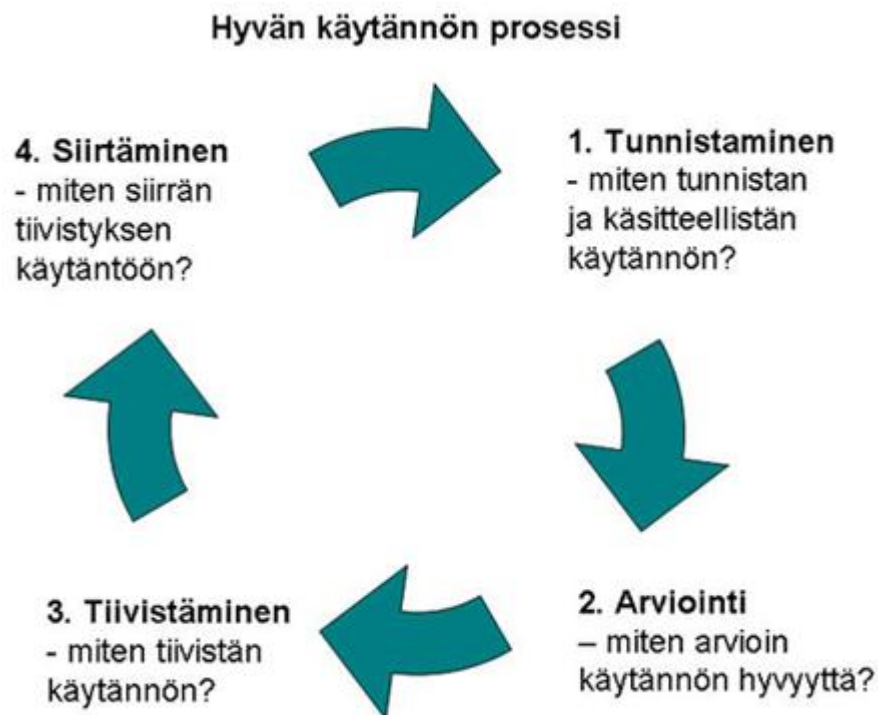 Hyvän käytännön prosessi
4. Siirtäminen
- miten siirrän
tiivistyksen
käytäntöön?
1. Tunnistaminen
- miten tunnistan
ja käsitteellistän
käytännön?
3. Tiivistäminen
- miten tiivistän
käytännön?
2. Arviointi
– miten arvioin
käytännön hyvyyttä?